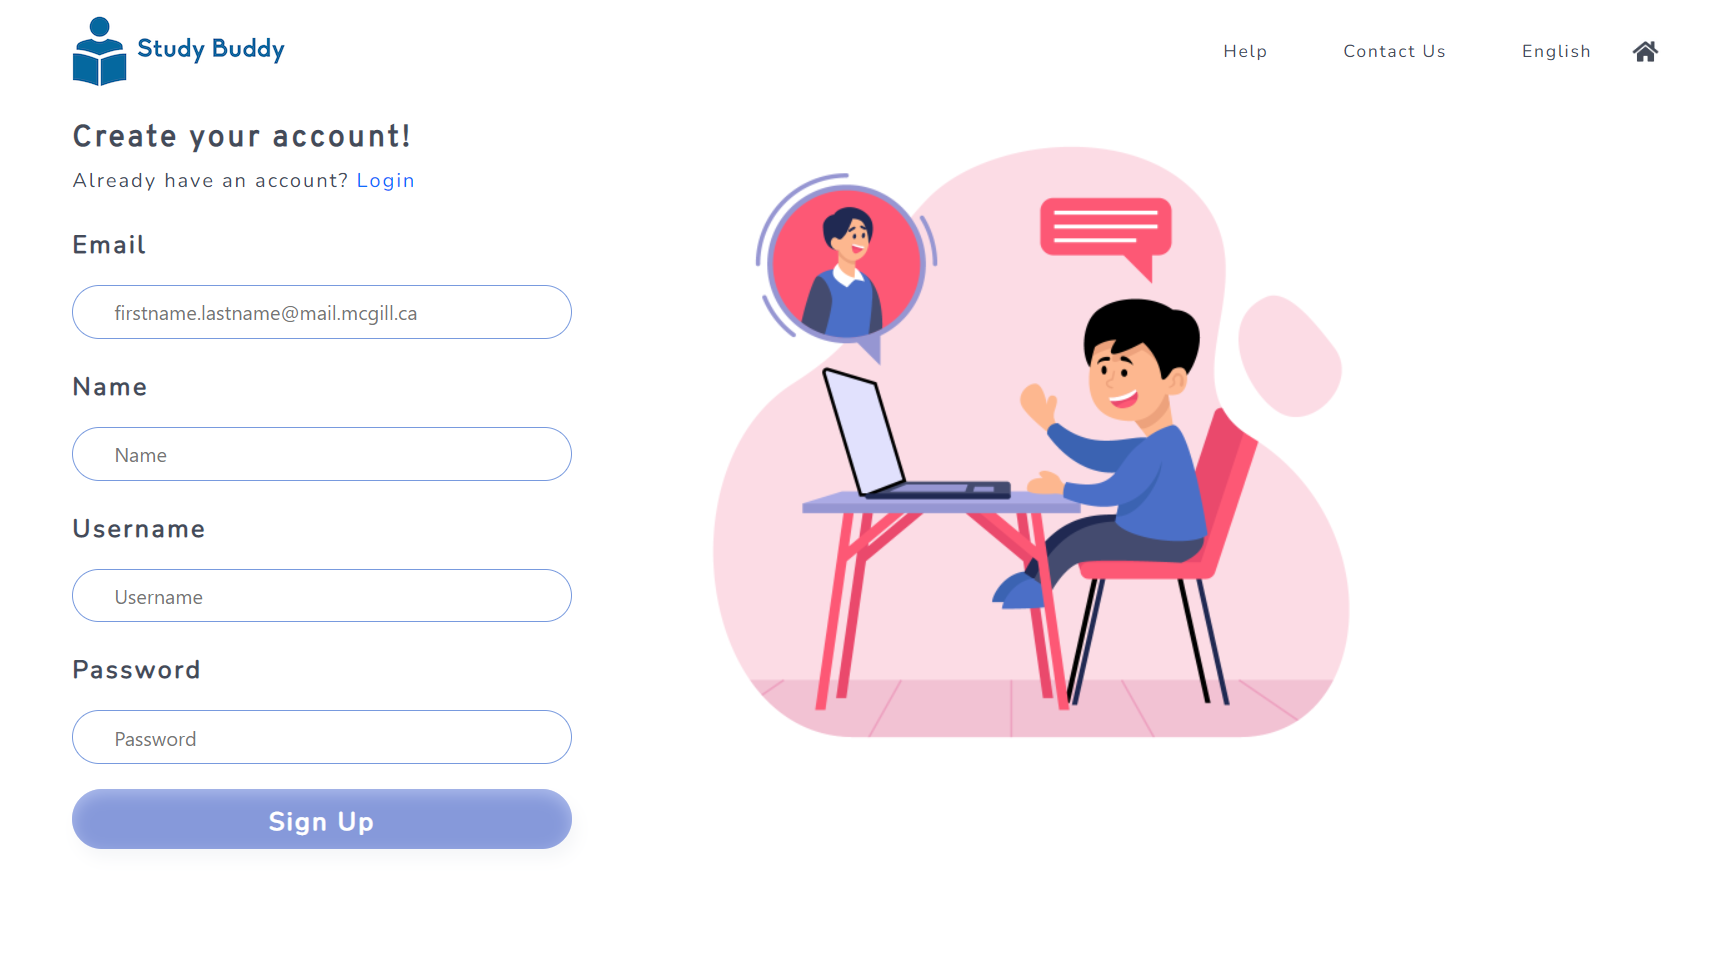 Study Buddy
Help
Contact Us
English
Create your account!
Already have an account? Login
Email
firstname.lastname@mail.mcgill.ca
Name
Name
Username
Username
Password
Password
Sign Up